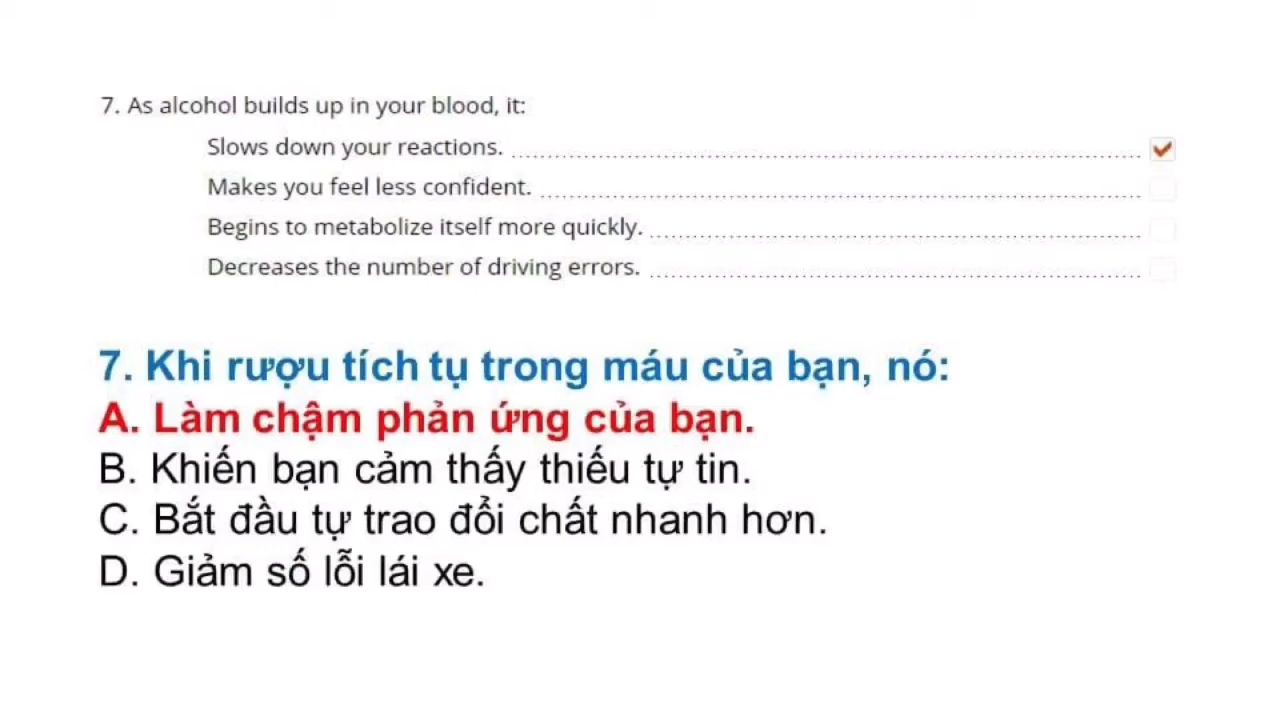 7. As alcohol builds up in your blood, it:
Slows down your reactions.
Makes you feel less confident.
Begins to metabolize itself more quickly.
Decreases the number of driving errors.
7. Khi rượu tích tụ trong máu của bạn, nó:
A. Làm chậm phản ứng của bạn.
B. Khiến bạn cảm thấy thiếu tự tin.
C. Bắt đầu tự trao đổi chất nhanh hơn.
D. Giảm số lỗi lái xe.